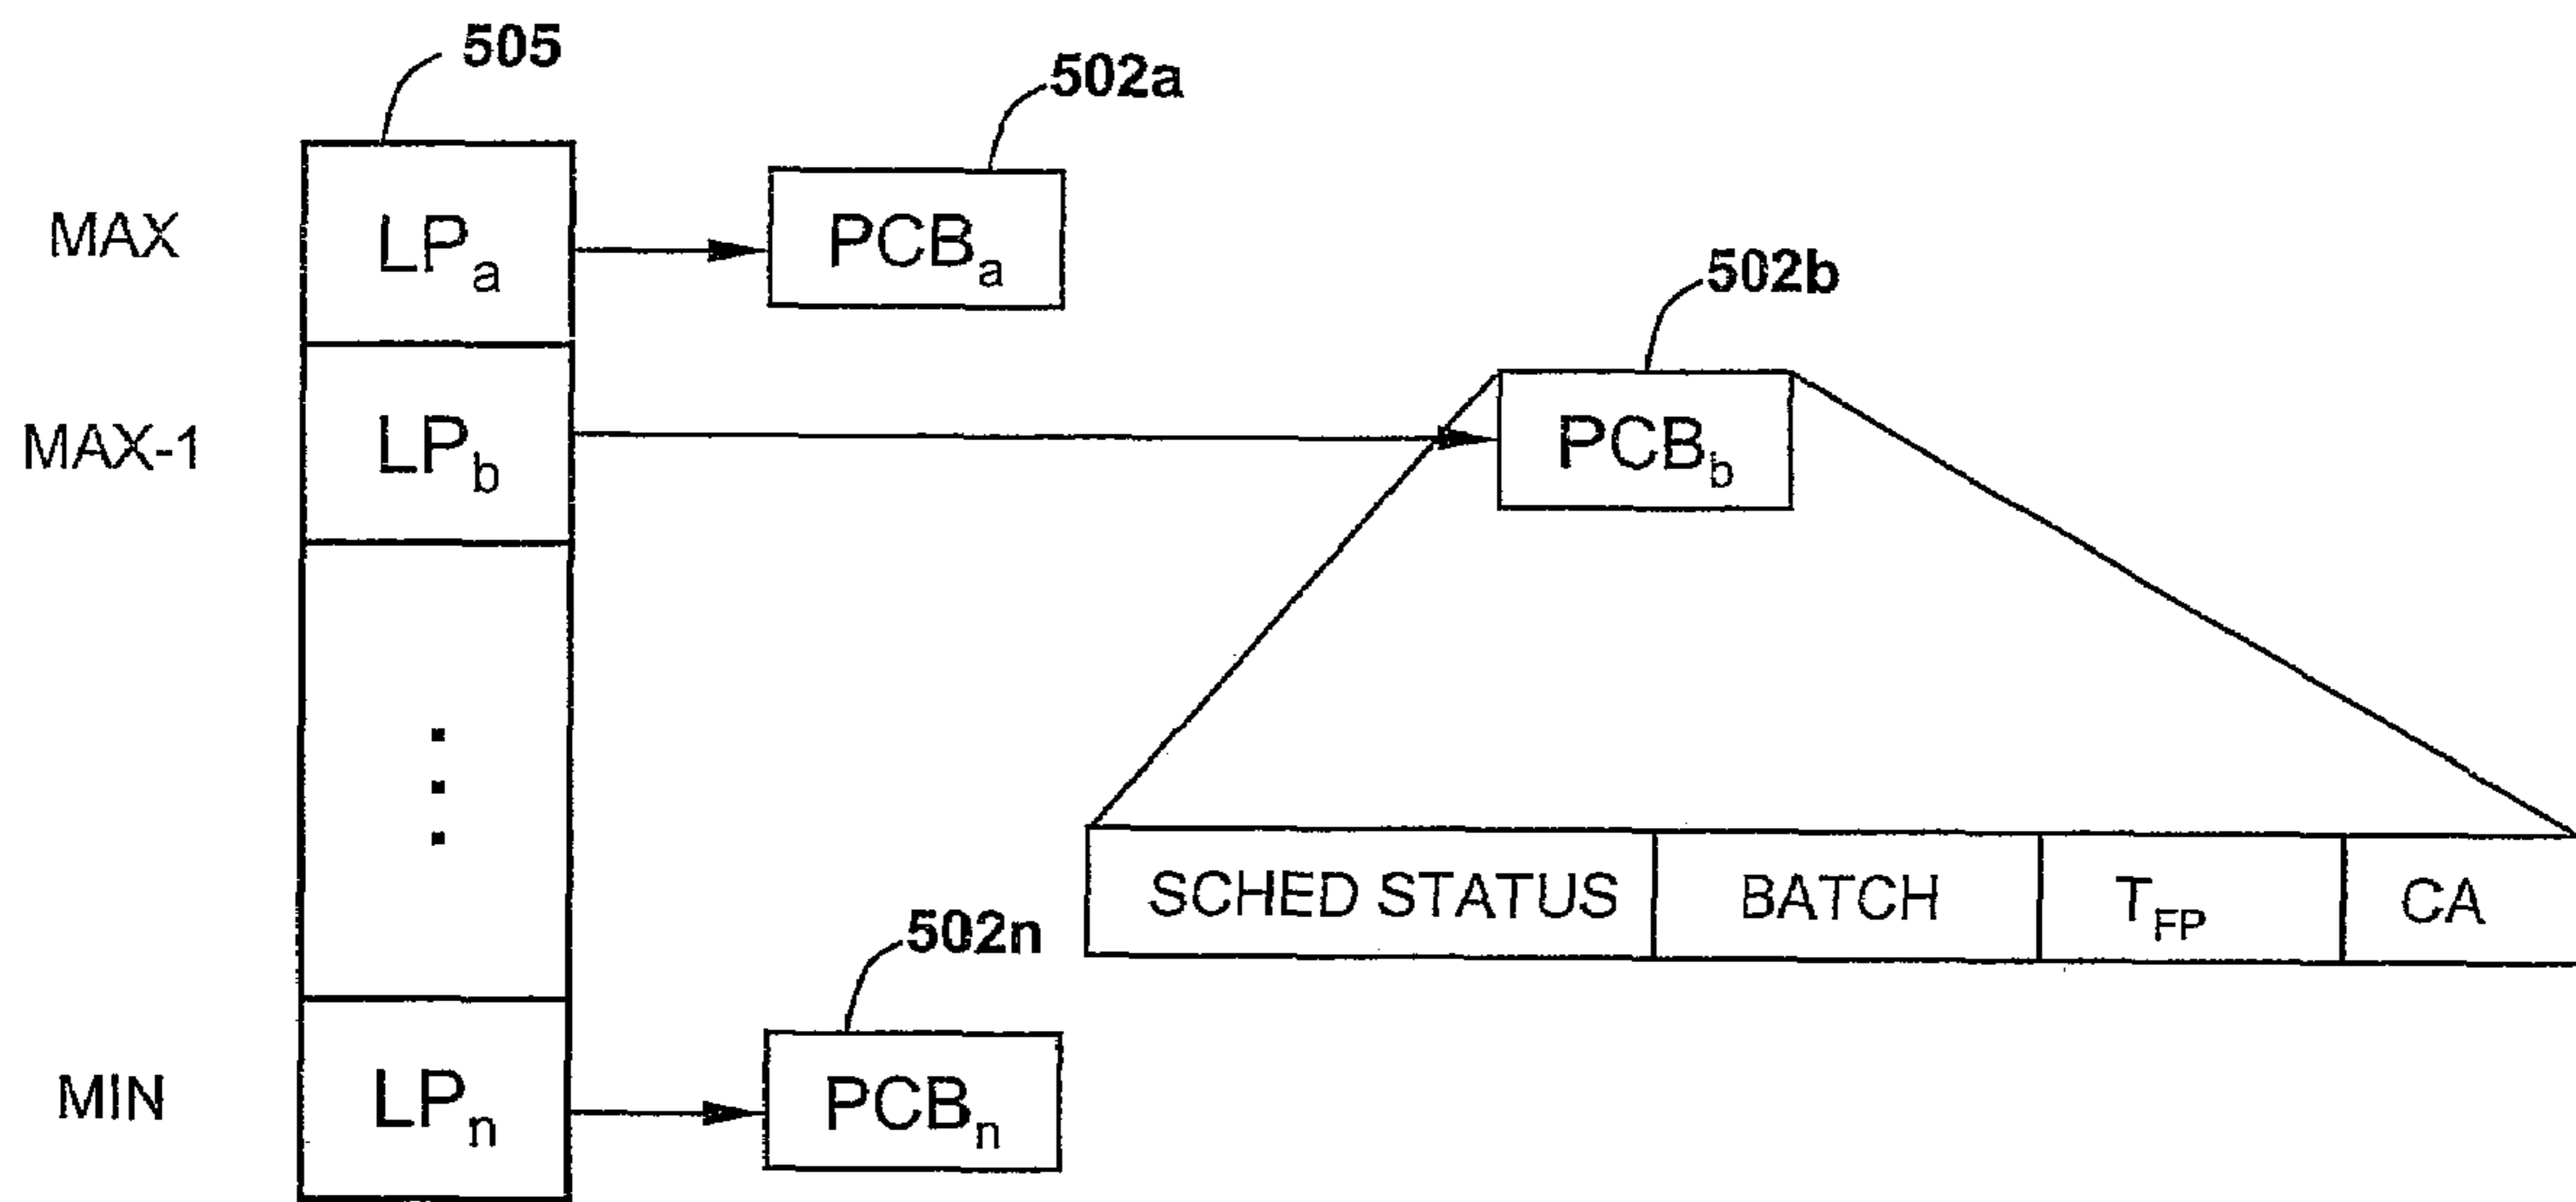 505
502a
MAX
LPa
PCBa
502b
MAX-1
LPb
PCBb
SCHED STATUS
BATCH
TFP
CA
502n
MIN
LPn
PCBn